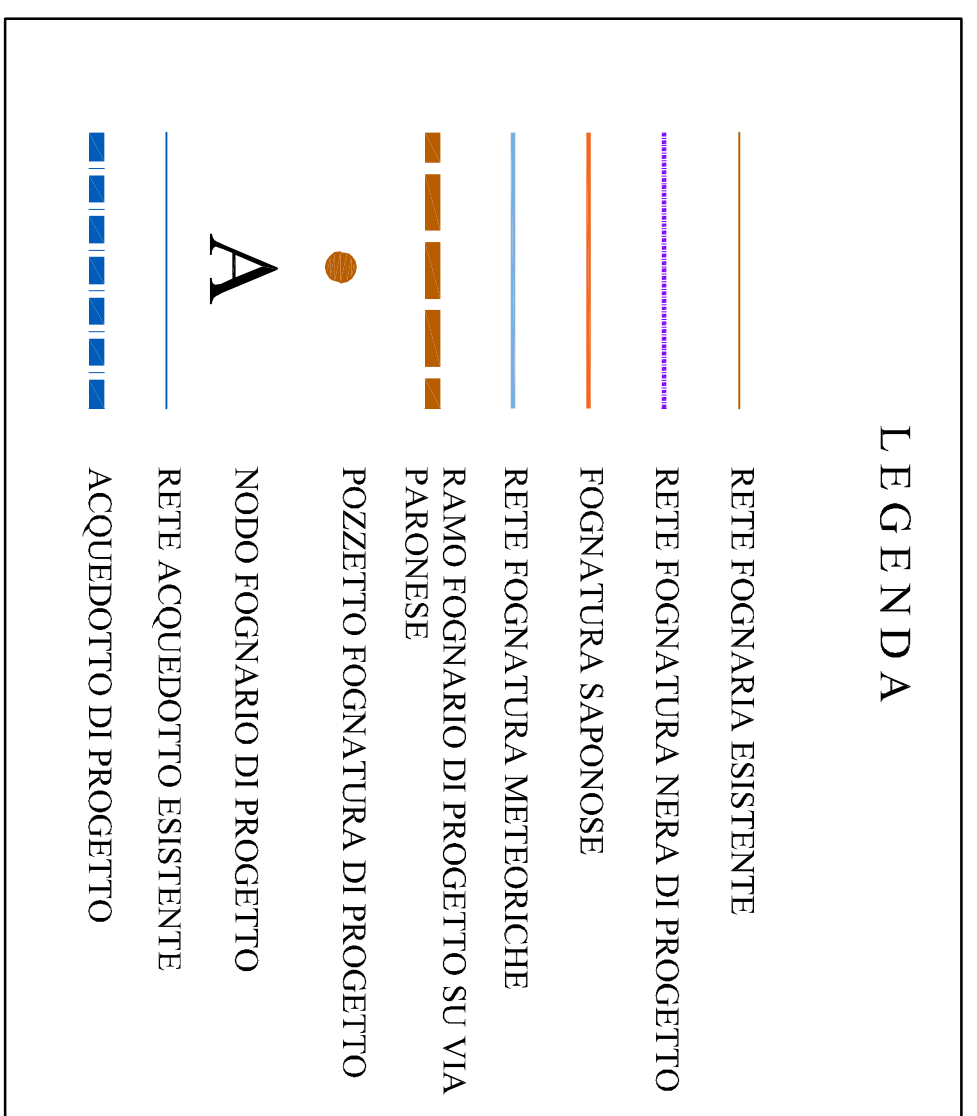 LEGENDA
RETE FOGNARIA ESISTENTE
RETE FOGNATURA NERA DI PROGETTO
FOGNATURA SAPONOSE
RETE FOGNATURA METEORICHE
RAMO FOGNARIO DI PROGETTO SU VIA
PARONESE
POZZETTO FOGNATURA DI PROGETTO
A NODO FOGNARIO DI PROGETTO
RETE ACQUEDOTTO ESISTENTE
ACQUEDOTTO DI PROGETTO